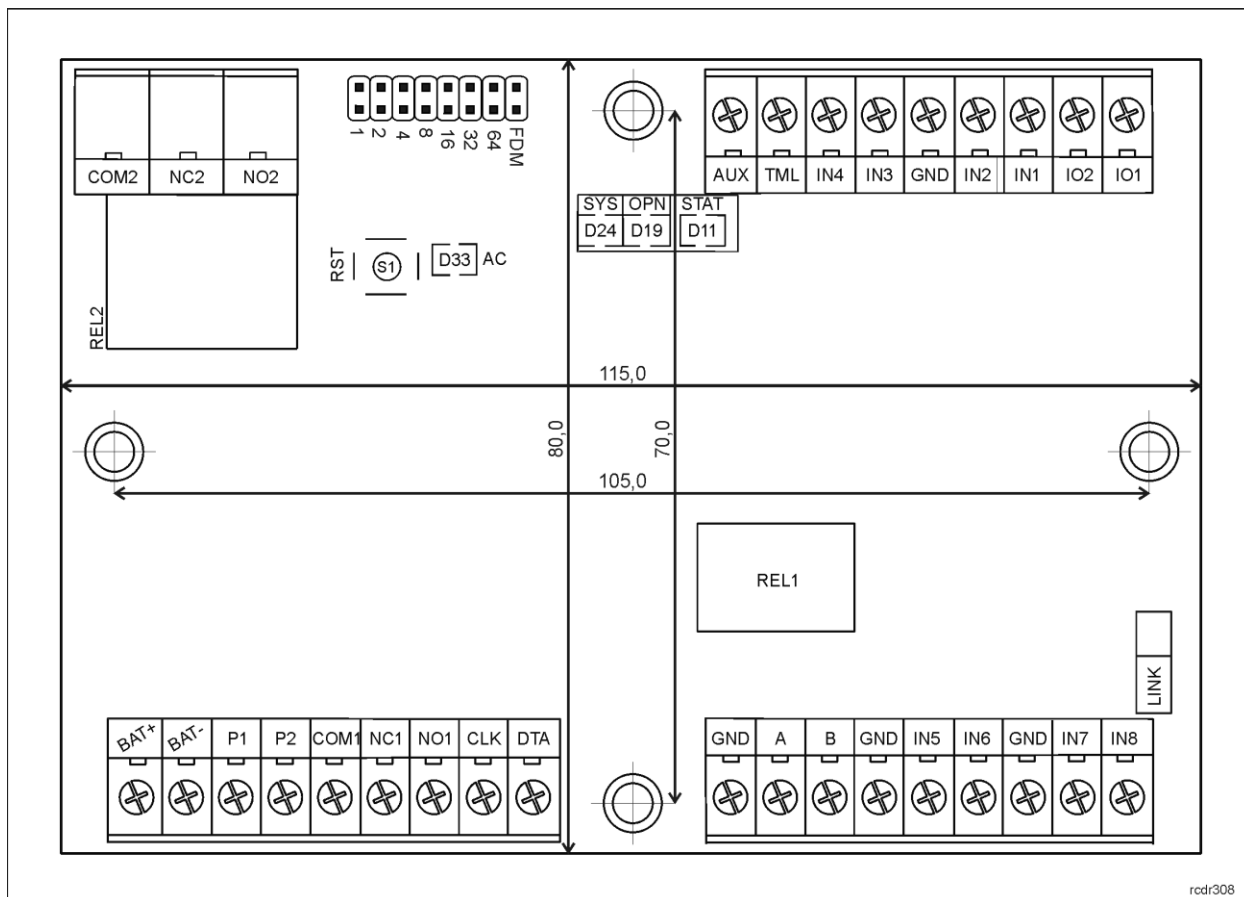 COM2 NC2 NO2
1 2 4 8 16 32 64 FDM
AUX TML IN4 IN3 GND IN2 IN1 IO2 IO1
SYS OPN STAT
D24 D19 D11
RST S1 D33 AC
REL2
115,0
80,0
70,0
105,0
REL1
LINK
BAT+ BAT- P1 P2 COM1 NC1 NO1 CLK DTA
GND A B GND IN5 IN6 GND IN7 IN8
rcdr308